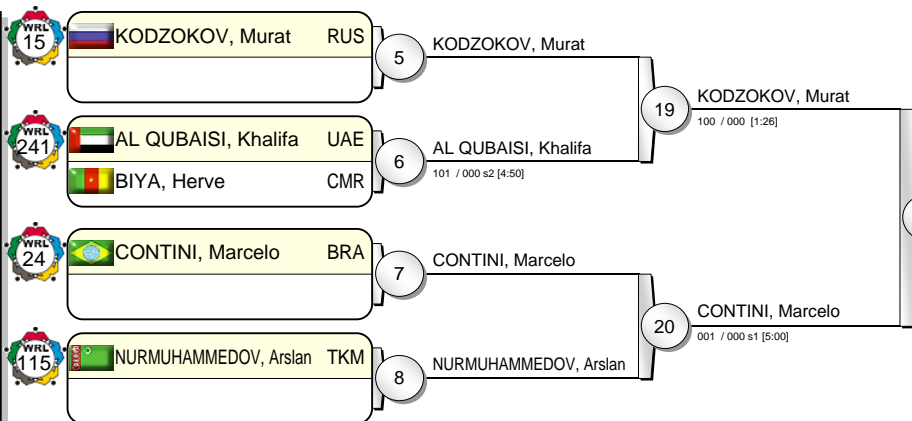 WRL
15
KODZOKOV, Murat RUS
5
KODZOKOV, Murat
19
KODZOKOV, Murat
100 / 000 [1:26]
WRL
241
AL QUBAISI, Khalifa UAE
BIYA, Herve CMR
6
AL QUBAISI, Khalifa
101 / 000 s2 [4:50]
WRL
24
CONTINI, Marcelo BRA
7
CONTINI, Marcelo
20
CONTINI, Marcelo
001 / 000 s1 [5:00]
WRL
115
NURMUHAMMEDOV, Arslan TKM
8
NURMUHAMMEDOV, Arslan